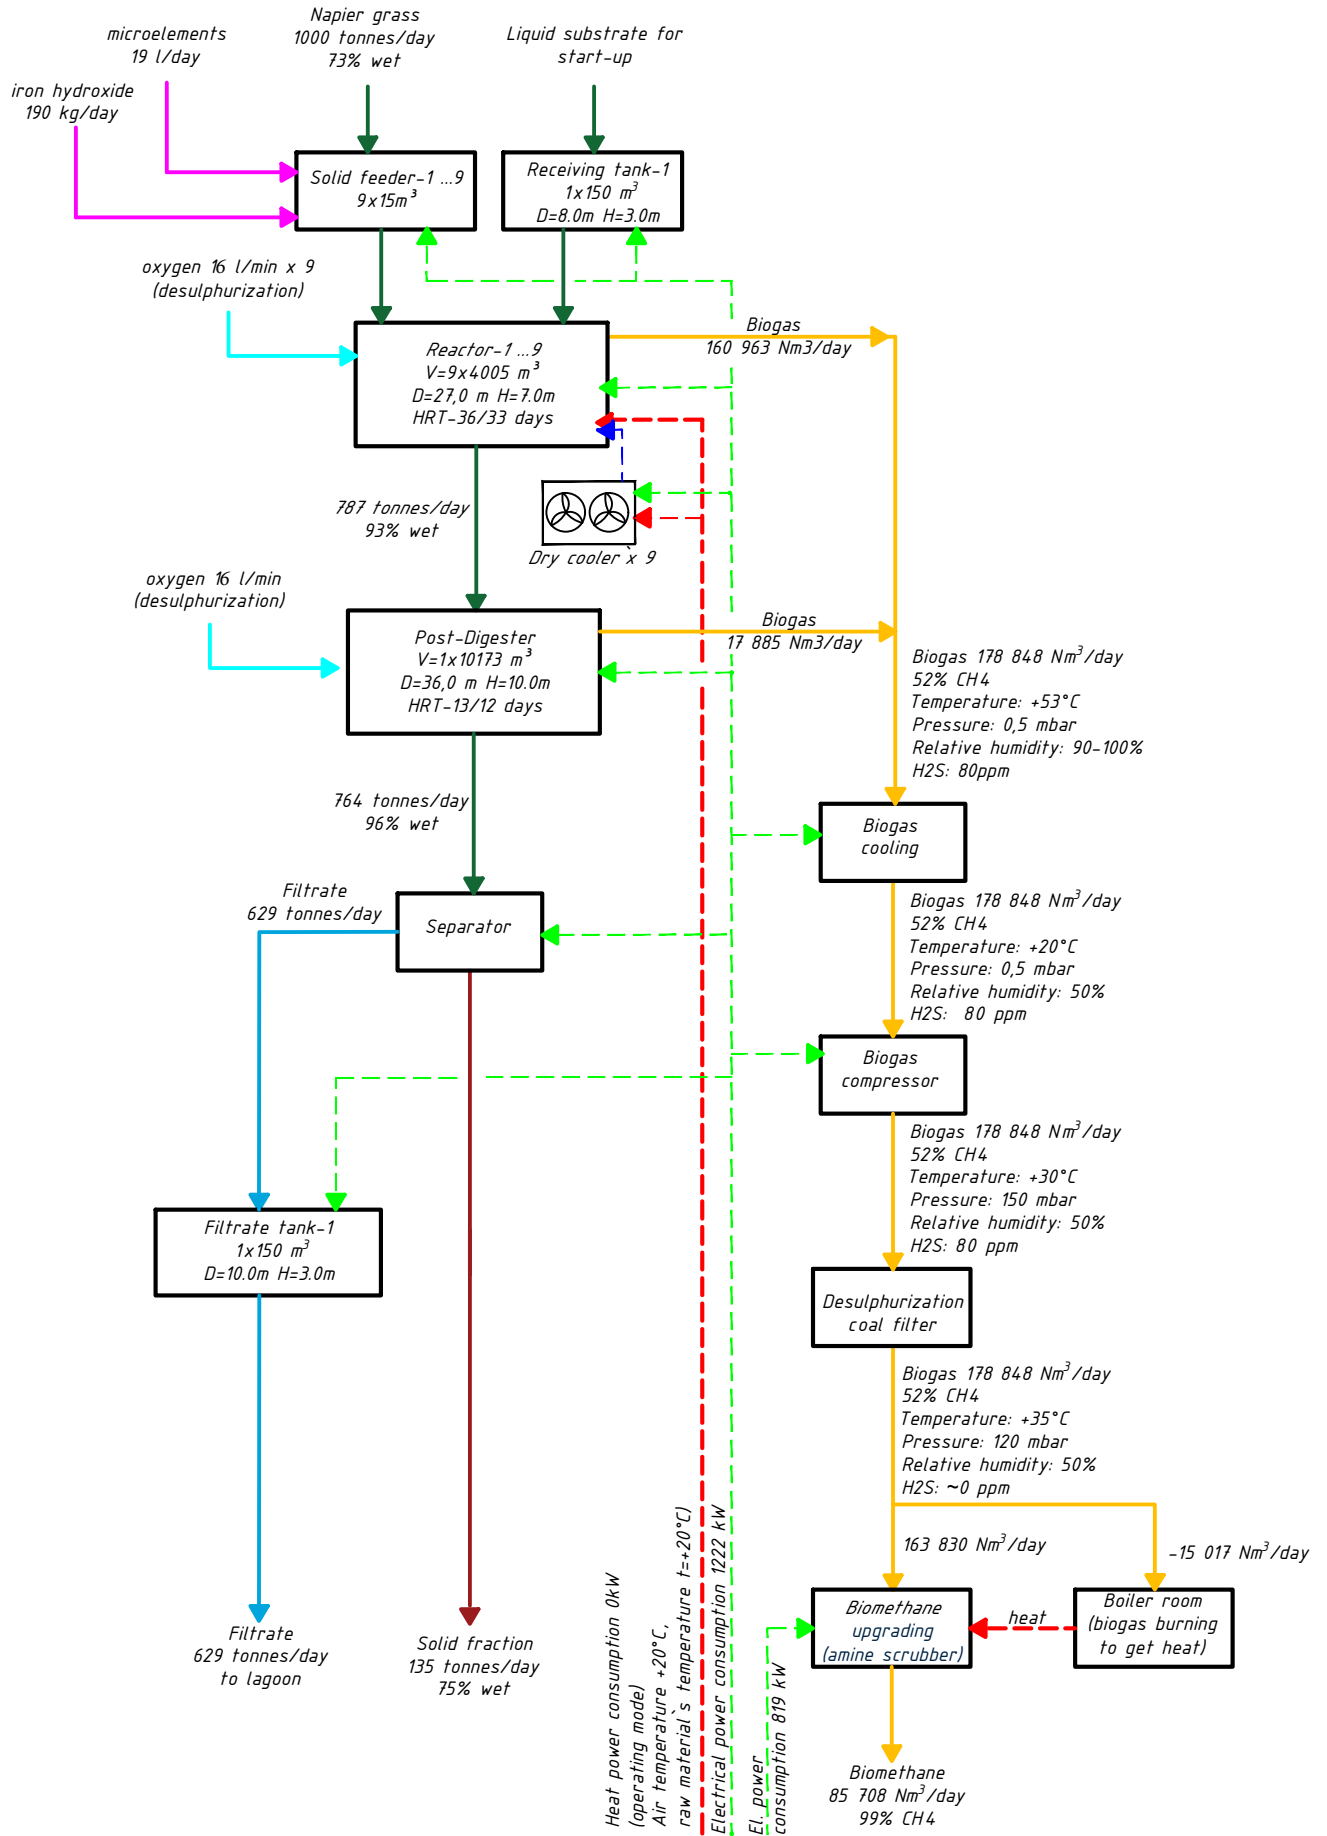 Napier grass
1000 tonnes/day
73% wet
Liquid substrate for
start-up
microelements
19 l/day
iron hydroxide
190 kg/day
Solid feeder-1 ...9
9x15m³
Receiving tank-1
1x150 m³
D=8.0m H=3.0m
oxygen 16 l/min x 9
(desulphurization)
Reactor-1 ...9
V=9x4005 m³
D=27,0 m H=7.0m
HRT-36/33 days
Biogas
160 963 Nm3/day
787 tonnes/day
93% wet
Dry cooler`x 9
oxygen 16 l/min
(desulphurization)
Post-Digester
V=1x10173 m³
D=36,0 m H=10.0m
HRT-13/12 days
Biogas
17 885 Nm3/day
Biogas 178 848 Nm³/day
52% CH4
Temperature: +53°C
Pressure: 0,5 mbar
Relative humidity: 90-100%
H2S: 80ppm
764 tonnes/day
96% wet
Biogas
cooling
Filtrate
629 tonnes/day
Separator
Biogas 178 848 Nm³/day
52% CH4
Temperature: +20°C
Pressure: 0,5 mbar
Relative humidity: 50%
H2S: 80 ppm
Biogas
compressor
Biogas 178 848 Nm³/day
52% CH4
Temperature: +30°C
Pressure: 150 mbar
Relative humidity: 50%
H2S: 80 ppm
Filtrate tank-1
1x150 m³
D=10.0m H=3.0m
Desulphurization
coal filter
Biogas 178 848 Nm³/day
52% CH4
Temperature: +35°C
Pressure: 120 mbar
Relative humidity: 50%
H2S: ~0 ppm
163 830 Nm³/day
-15 017 Nm³/day
Biomethane
upgrading
(amine scrubber)
heat
Boiler room
(biogas burning
to get heat)
Filtrate
629 tonnes/day
to lagoon
Solid fraction
135 tonnes/day
75% wet
Heat power consumption 0kW
(operating mode)
Air temperature +20°C,
raw material`s temperature t=+20°C)
Electrical power consumption 1222 kW
El. power
consumption 819 kW
Biomethane
85 708 Nm³/day
99% CH4